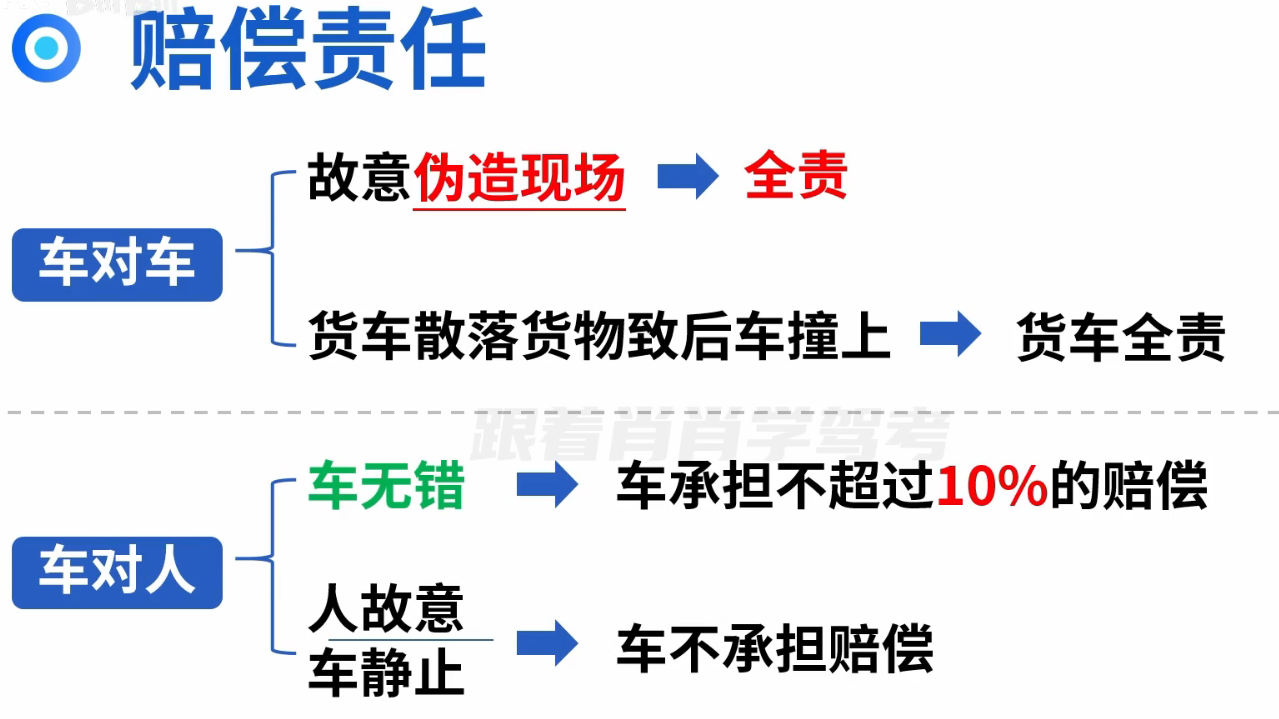 赔偿责任
故意伪造现场 全责
车对车
货车散落货物致后车撞上 货车全责
跟着肖肖学驾考
车无错 车承担不超过10%的赔偿
车对人
人故意
车静止
车不承担赔偿